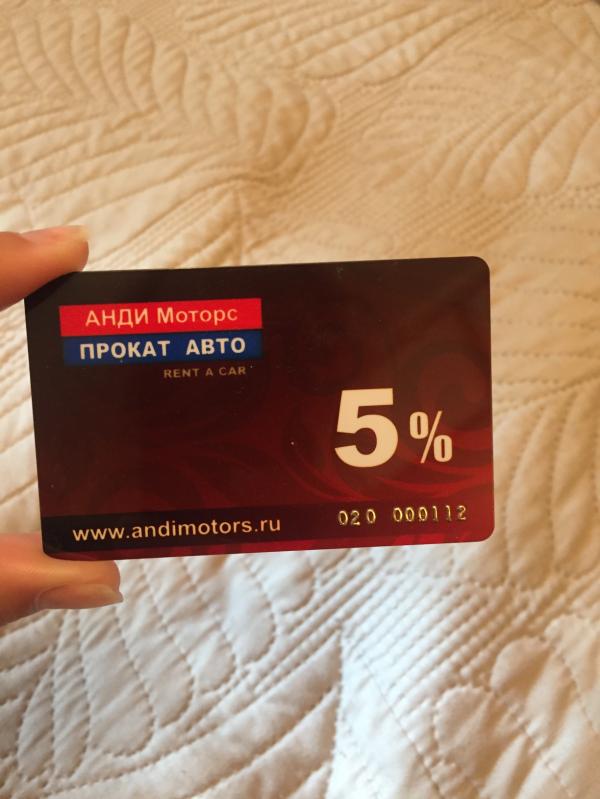 АНДИ Моторс
ПРОКАТ АВТО
RENT A CAR
5%
www.andimotors.ru
020 000112